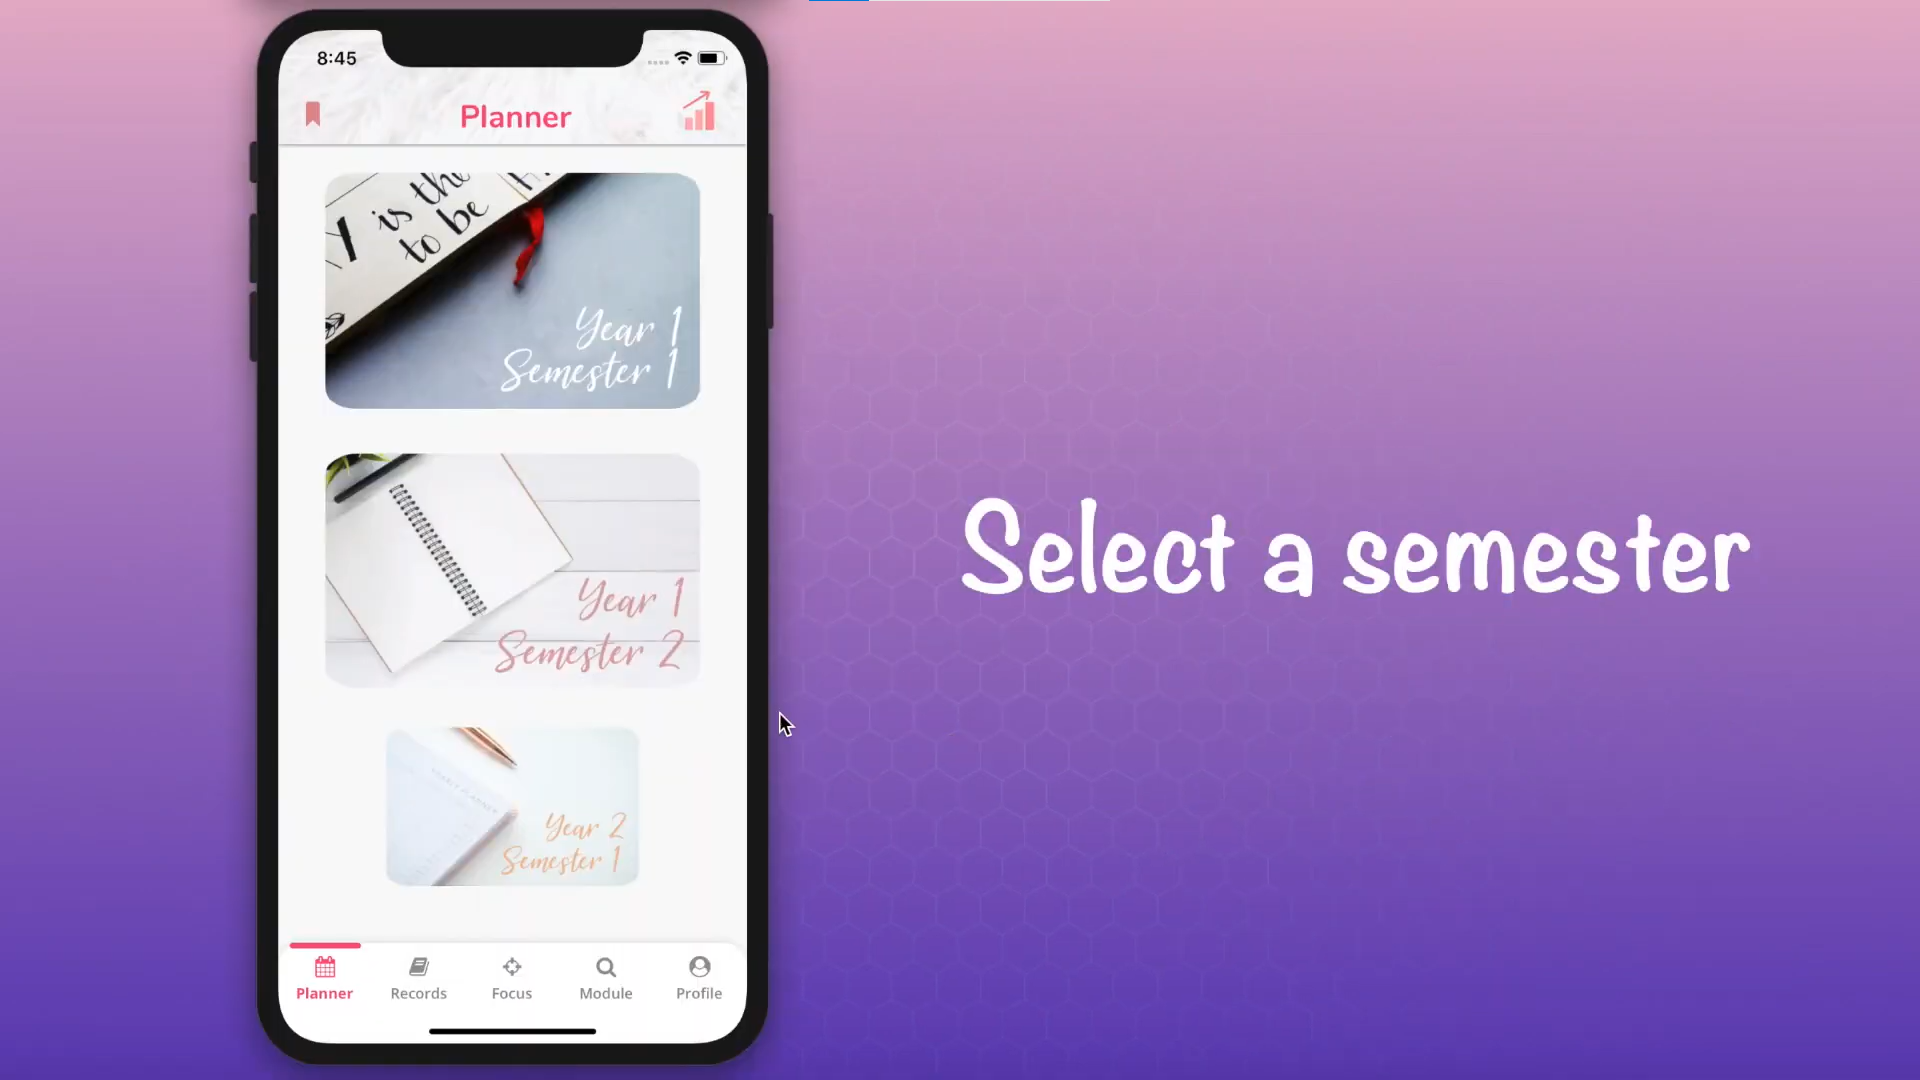 8:45
Planner
Y is the
to be
Year 1
Semester 1
Select a semester
Year 1
Semester 2
Year 2
Semester 1
Planner
Records
Focus
Module
Profile